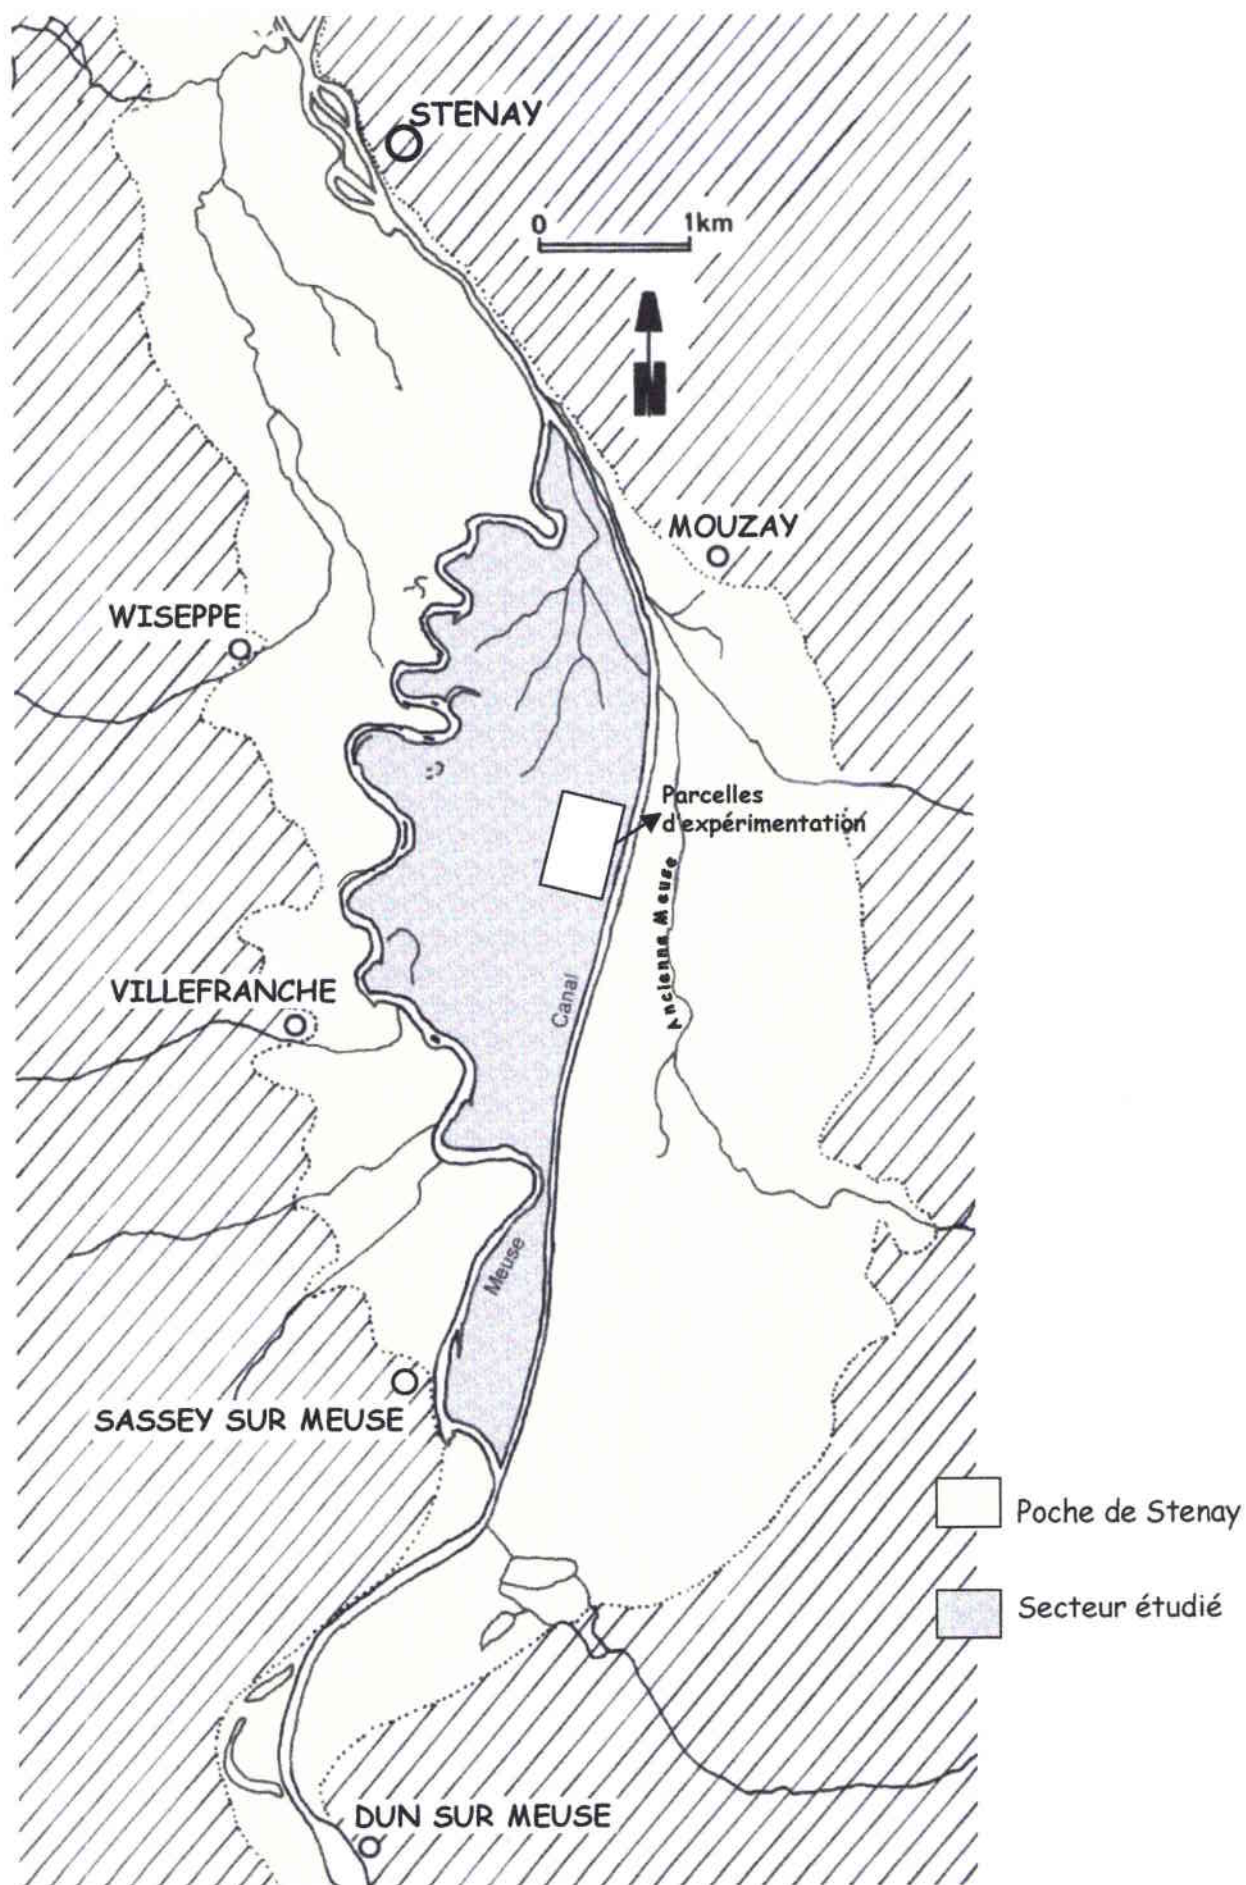 STENAY
0 1km
N
MOUZAY
WISEPPE
Parcelles
d'expérimentation
Ancienne Meuse
VILLEFRANCHE
Canal
Meuse
SASSEY SUR MEUSE
Poche de Stenay
Secteur étudié
DUN SUR MEUSE